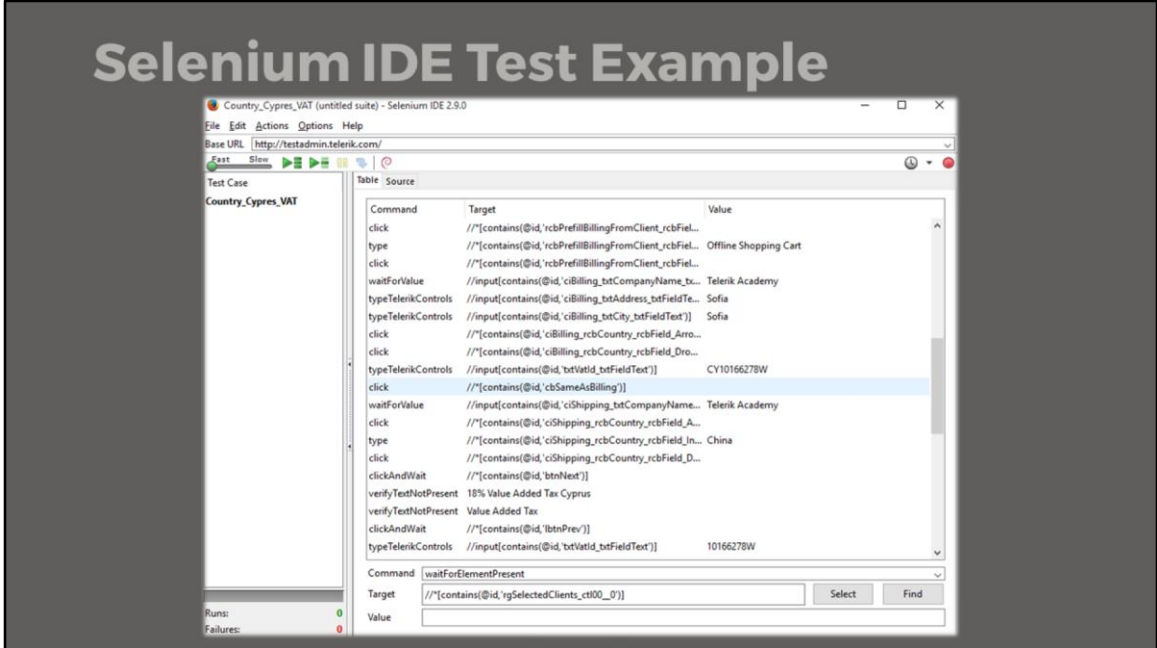 Selenium IDE Test Example
Country_Cypres_VAT (untitled suite) - Selenium IDE 2.9.0
File Edit Actions Options Help
Base URL http://testadmin.telerik.com/
Fast Slow
Test Case
Country_Cypres_VAT
Table Source
Command Target Value
click //*[contains(@id,'rcbPrefillBillingFromClient_rcbFiel...
type //*[contains(@id,'rcbPrefillBillingFromClient_rcbFiel... Offline Shopping Cart
click //*[contains(@id,'rcbPrefillBillingFromClient_rcbFiel...
waitForValue //input[contains(@id,'ciBilling_txtCompanyName_tx... Telerik Academy
typeTelerikControls //input[contains(@id,'ciBilling_txtAddress_txtFieldTe... Sofia
typeTelerikControls //input[contains(@id,'ciBilling_txtCity_txtFieldText')] Sofia
click //*[contains(@id,'ciBilling_rcbCountry_rcbField_Arro...
click //*[contains(@id,'ciBilling_rcbCountry_rcbField_Dro...
typeTelerikControls //input[contains(@id,'txtVatId_txtFieldText')] CY10166278W
click //*[contains(@id,'cbSameAsBilling')]
waitForValue //input[contains(@id,'ciShipping_txtCompanyName... Telerik Academy
click //*[contains(@id,'ciShipping_rcbCountry_rcbField_A...
type //*[contains(@id,'ciShipping_rcbCountry_rcbField_In... China
click //*[contains(@id,'ciShipping_rcbCountry_rcbField_D...
clickAndWait //*[contains(@id,'btnNext')]
verifyTextNotPresent 18% Value Added Tax Cyprus
verifyTextNotPresent Value Added Tax
clickAndWait //*[contains(@id,'lbtnPrev')]
typeTelerikControls //input[contains(@id,'txtVatId_txtFieldText')] 10166278W
Command waitForElementPresent
Target //*[contains(@id,'rgSelectedClients_ctl00__0')] Select Find
Value
Runs: 0
Failures: 0